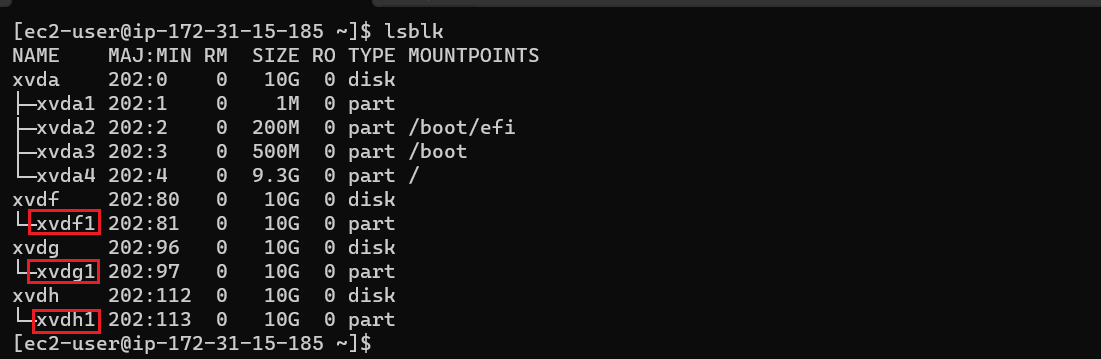 [ec2-user@ip-172-31-15-185 ~]$ lsblk
NAME    MAJ:MIN RM  SIZE RO TYPE MOUNTPOINTS
xvda    202:0    0   10G  0 disk
├─xvda1 202:1    0    1M  0 part
├─xvda2 202:2    0  200M  0 part /boot/efi
├─xvda3 202:3    0  500M  0 part /boot
└─xvda4 202:4    0  9.3G  0 part /
xvdf    202:80   0   10G  0 disk
└─xvdf1 202:81   0   10G  0 part
xvdg    202:96   0   10G  0 disk
└─xvdg1 202:97   0   10G  0 part
xvdh    202:112  0   10G  0 disk
└─xvdh1 202:113  0   10G  0 part
[ec2-user@ip-172-31-15-185 ~]$